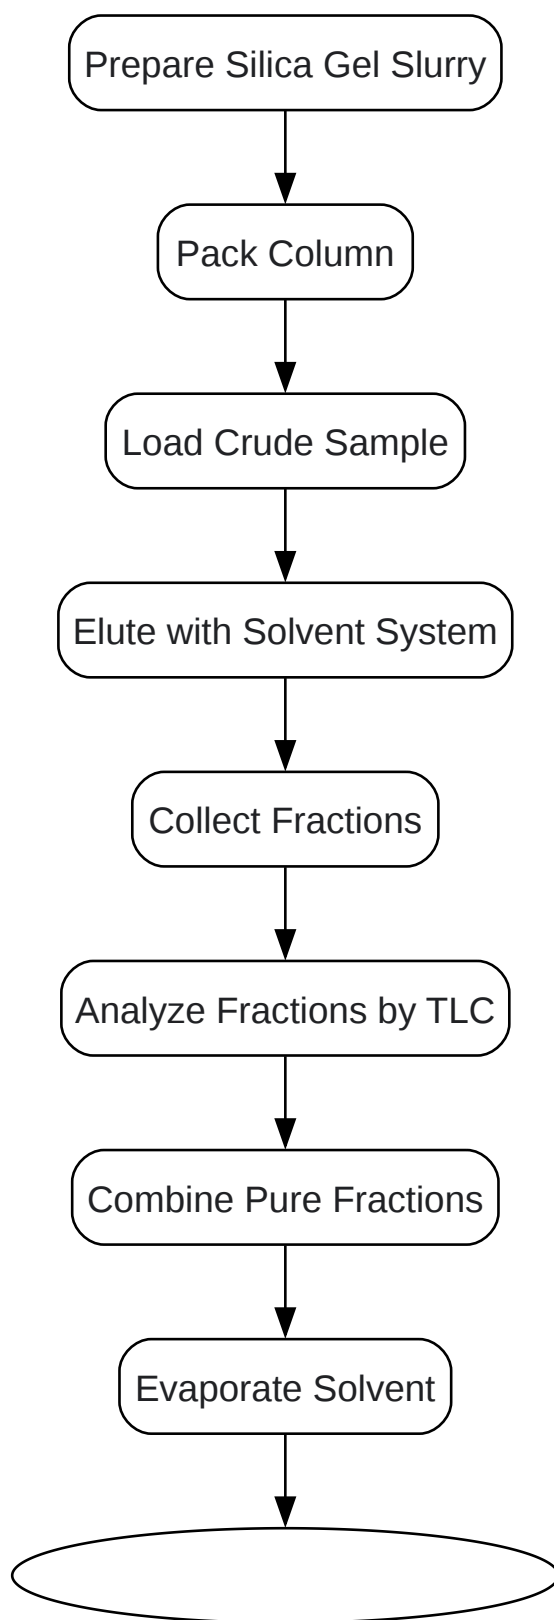 Prepare Silica Gel Slurry
Pack Column
Load Crude Sample
Elute with Solvent System
Collect Fractions
Analyze Fractions by TLC
Combine Pure Fractions
Evaporate Solvent